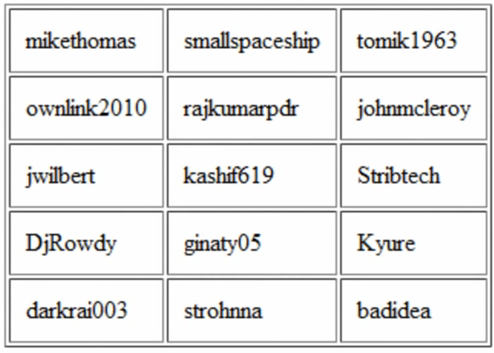 mikethomas smallspaceship tomik1963
ownlink2010 rajkumarpdr johnmcleroy
jwilbert kashif619 Stribtech
DjRowdy ginaty05 Kyure
darkrai003 strohnna badidea